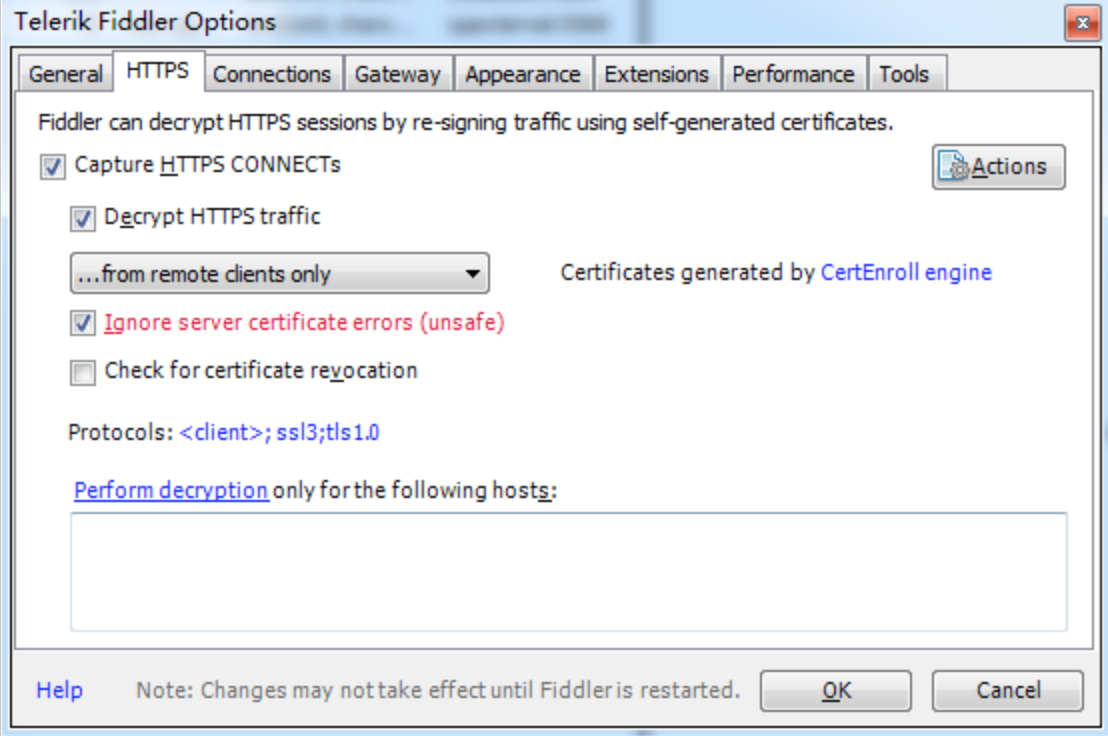 Telerik Fiddler Options
General HTTPS Connections Gateway Appearance Extensions Performance Tools
Fiddler can decrypt HTTPS sessions by re-signing traffic using self-generated certificates.
Capture HTTPS CONNECTs
Actions
Decrypt HTTPS traffic
...from remote clients only
Certificates generated by CertEnroll engine
Ignore server certificate errors (unsafe)
Check for certificate revocation
Protocols: <client>; ssl3;tls1.0
Perform decryption only for the following hosts:
Help
Note: Changes may not take effect until Fiddler is restarted.
OK
Cancel